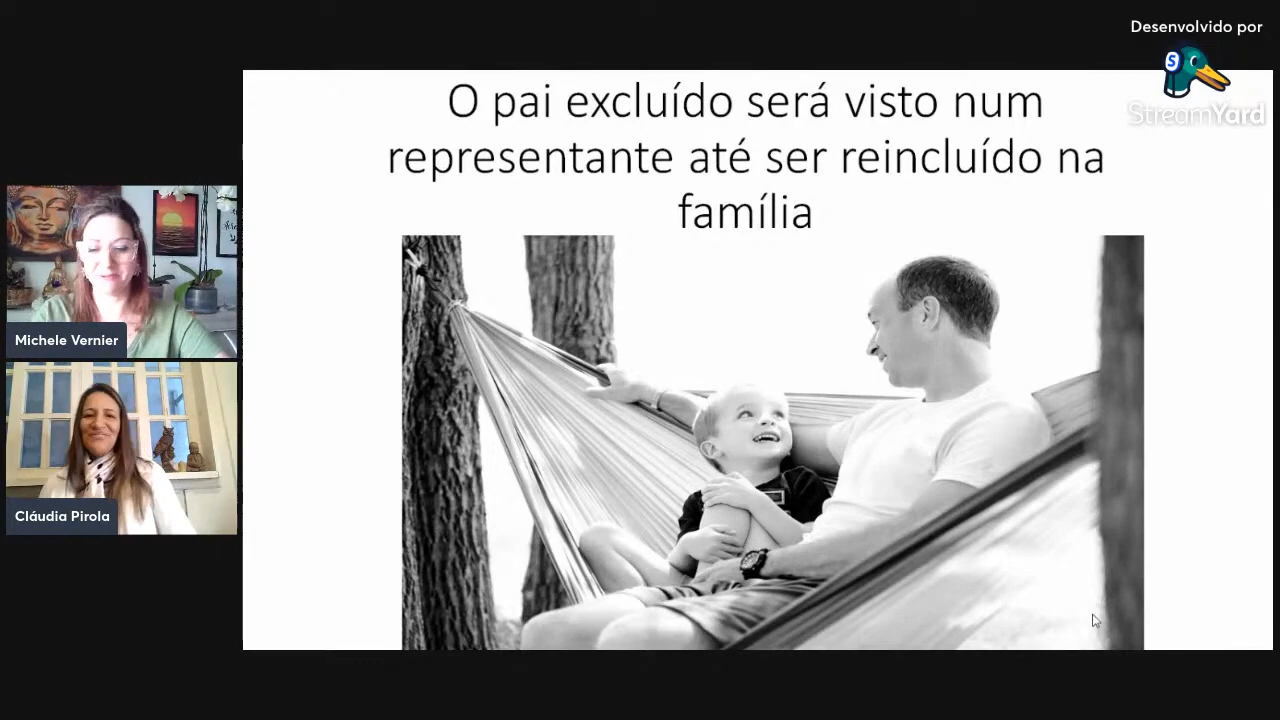 Desenvolvido por
StreamYard
O pai excluído será visto num
representante até ser reincluído na
família
Michele Vernier
Cláudia Pirola